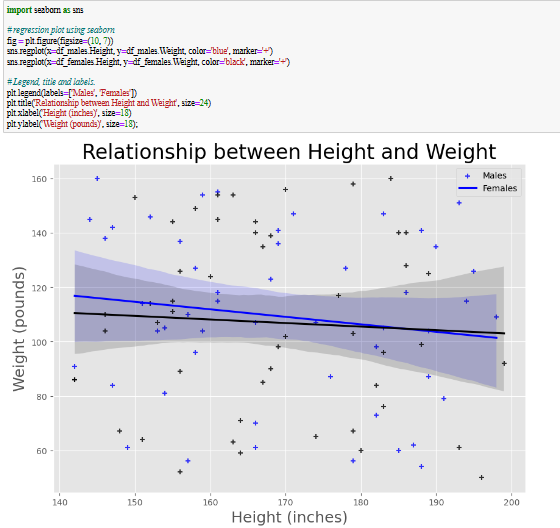 import seaborn as sns
#regression plot using seaborn
fig = plt.figure(figsize=(10, 7))
sns.regplot(x=df_males.Height, y=df_males.Weight, color='blue', marker='+')
sns.regplot(x=df_females.Height, y=df_females.Weight, color='black', marker='+')
#Legend, title and labels.
plt.legend(labels=['Males', 'Females'])
plt.title('Relationship between Height and Weight', size=24)
plt.xlabel('Height (inches)', size=18)
plt.ylabel('Weight (pounds)', size=18);
Relationship between Height and Weight
Males
Females
160
140
120
100
80
60
Weight (pounds)
140 150 160 170 180 190 200
Height (inches)